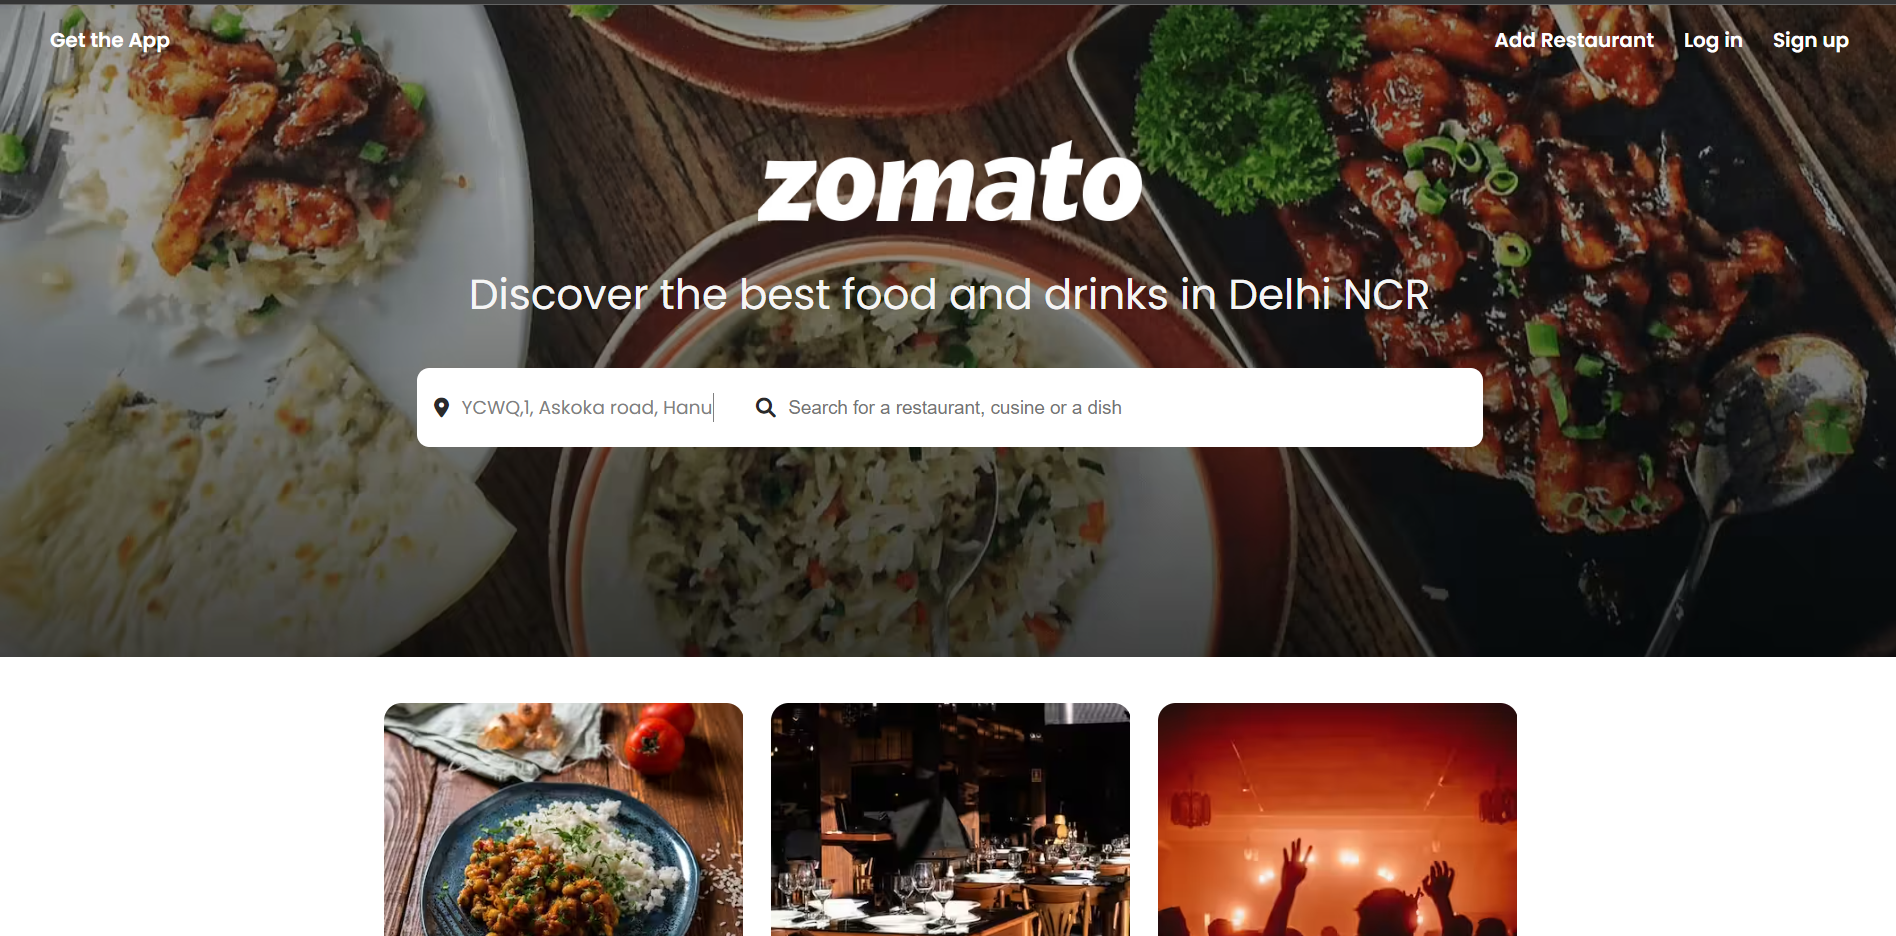 Get the App
Add Restaurant
Log in
Sign up
zomato
Discover the best food and drinks in Delhi NCR
YCWQ,1, Askoka road, Hanu
Search for a restaurant, cusine or a dish